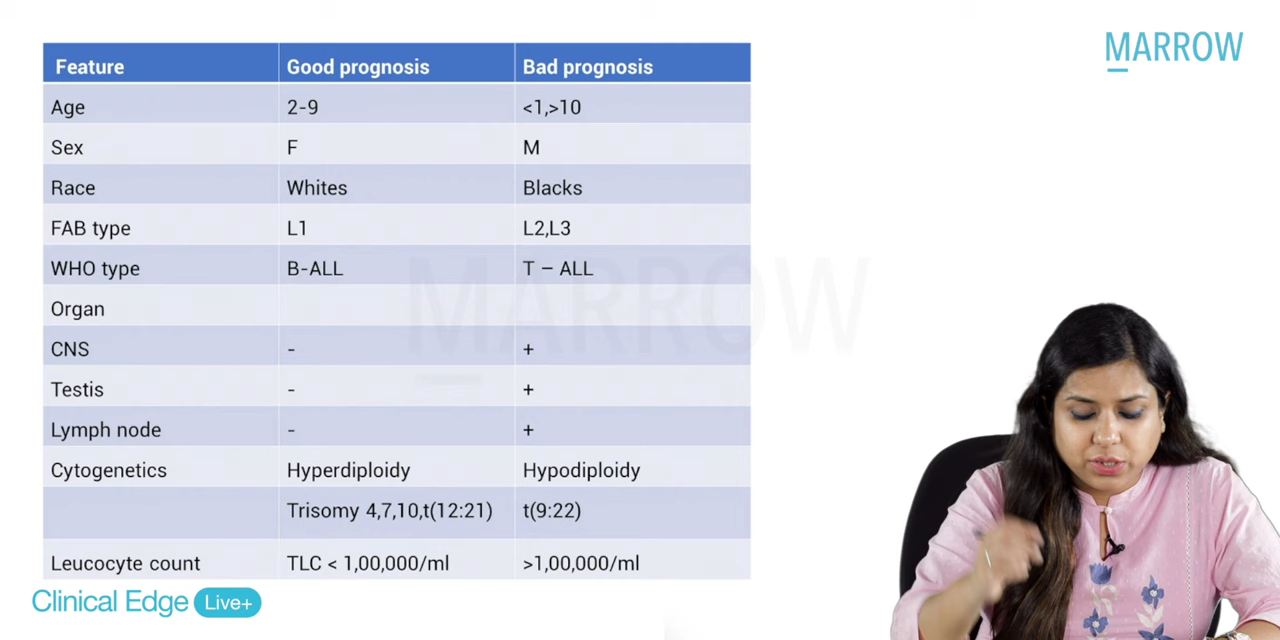 MARROW
Feature Good prognosis Bad prognosis
Age 2-9 <1,>10
Sex F M
Race Whites Blacks
FAB type L1 L2,L3
WHO type B-ALL T – ALL
Organ
CNS - +
Testis - +
Lymph node - +
Cytogenetics Hyperdiploidy Hypodiploidy
Trisomy 4,7,10,t(12:21) t(9:22)
Leucocyte count TLC < 1,00,000/ml >1,00,000/ml
MARROW
Clinical Edge Live+